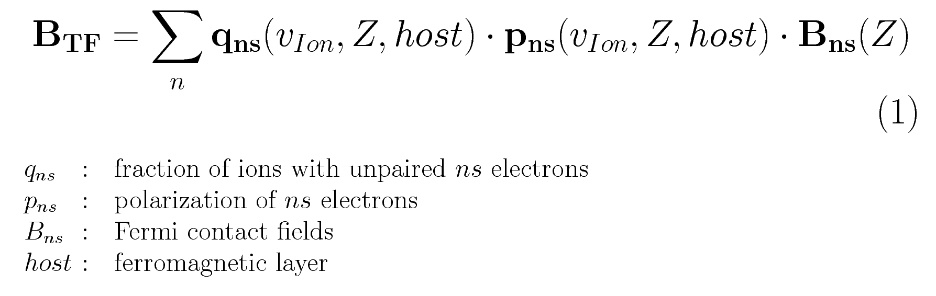 B_TF = ∑_n q_ns(v_Ion, Z, host) · p_ns(v_Ion, Z, host) · B_ns(Z)
(1)
q_ns : fraction of ions with unpaired ns electrons
p_ns : polarization of ns electrons
B_ns : Fermi contact fields
host : ferromagnetic layer